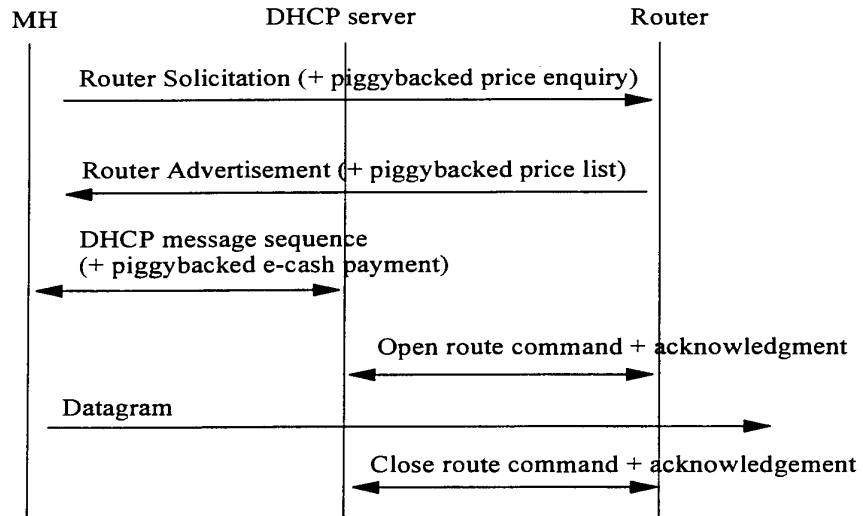 MH DHCP server Router
Router Solicitation (+ piggybacked price enquiry)
Router Advertisement (+ piggybacked price list)
DHCP message sequence
(+ piggybacked e-cash payment)
Open route command + acknowledgment
Datagram
Close route command + acknowledgement